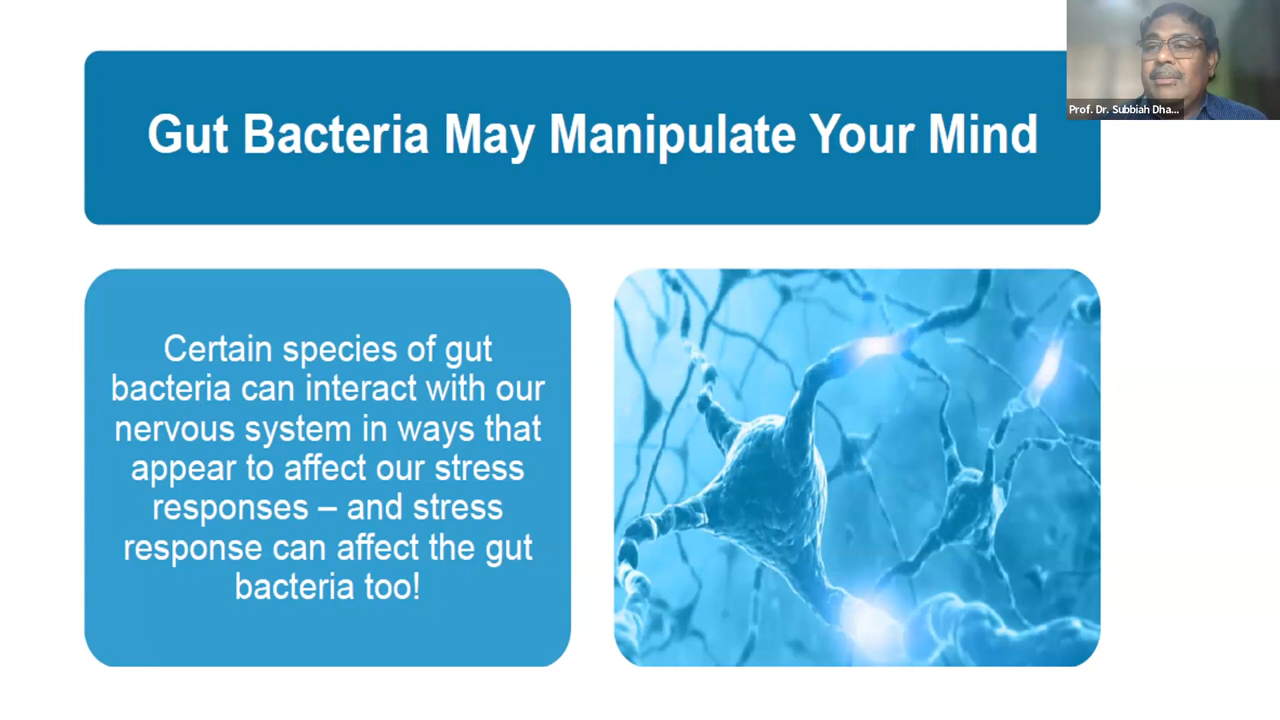 Gut Bacteria May Manipulate Your Mind
Prof. Dr. Subbiah Dha...
Certain species of gut
bacteria can interact with our
nervous system in ways that
appear to affect our stress
responses – and stress
response can affect the gut
bacteria too!